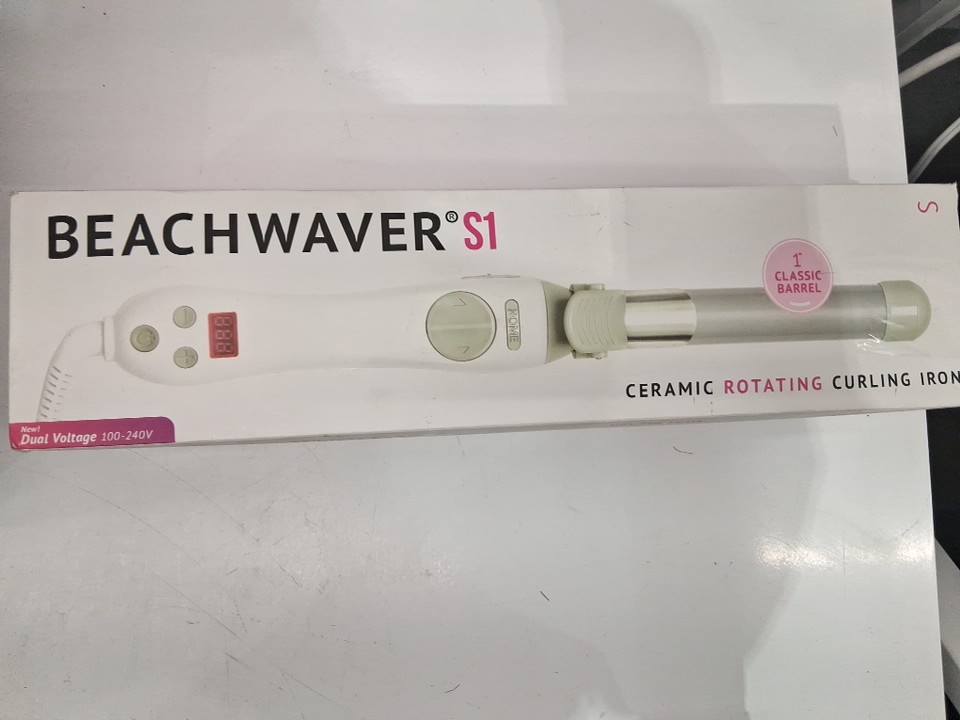 BEACHWAVER® S1
S
1"
CLASSIC
BARREL
888
HOME
CERAMIC ROTATING CURLING IRON
New!
Dual Voltage 100-240V